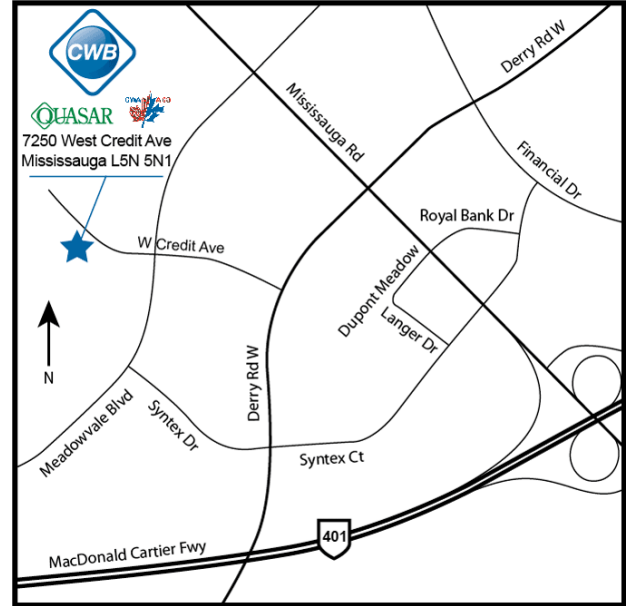 CWB
QUASAR
7250 West Credit Ave
Mississauga L5N 5N1
Derry Rd W
Mississauga Rd
Financial Dr
Royal Bank Dr
W Credit Ave
Dupont Meadow
Langer Dr
N
Derry Rd W
Meadowvale Blvd
Syntex Dr
Syntex Ct
401
MacDonald Cartier Fwy